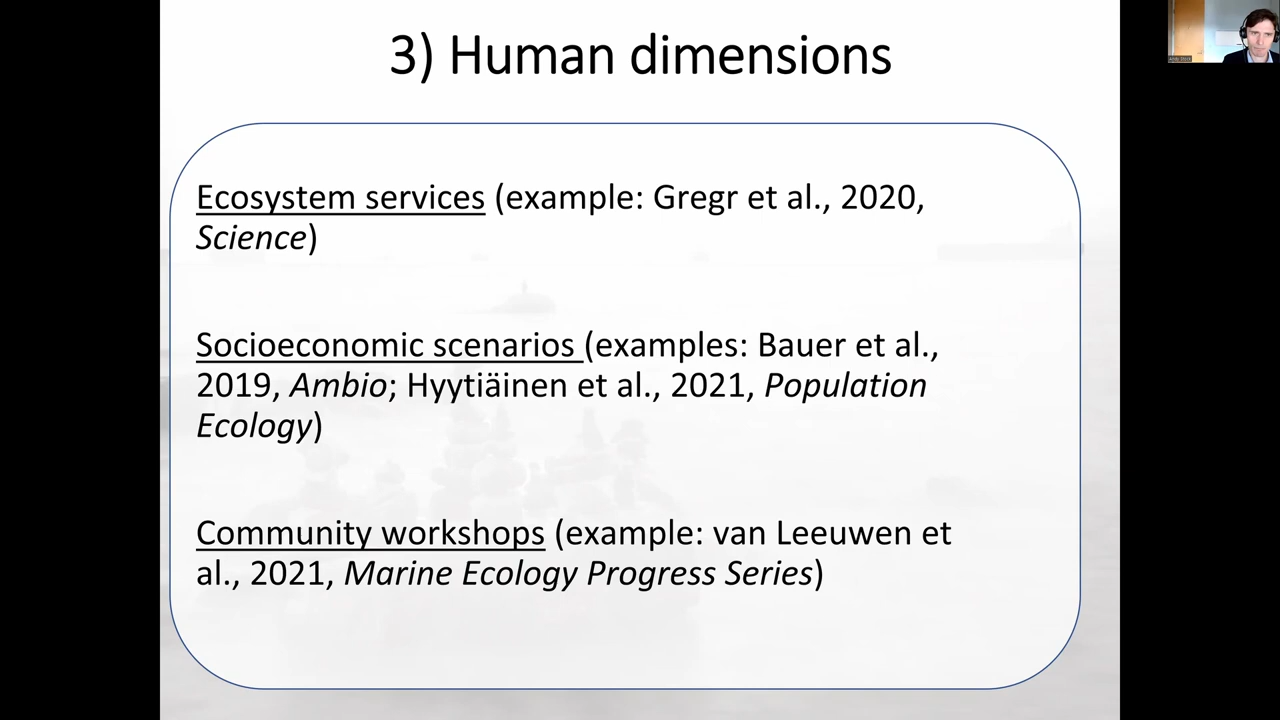 3) Human dimensions
Ecosystem services (example: Gregr et al., 2020,
Science)
Socioeconomic scenarios (examples: Bauer et al.,
2019, Ambio; Hyytiäinen et al., 2021, Population
Ecology)
Community workshops (example: van Leeuwen et
al., 2021, Marine Ecology Progress Series)